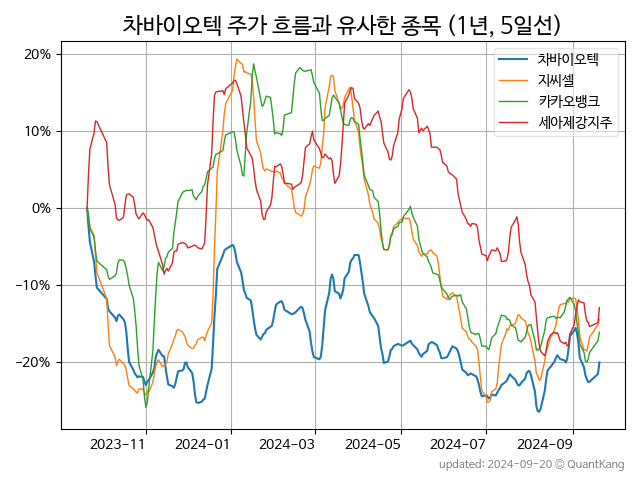 차바이오텍 주가 흐름과 유사한 종목 (1년, 5일선)
차바이오텍
지씨셀
카카오뱅크
세아제강지주
20%
10%
0%
−10%
−20%
2023−11
2024−01
2024−03
2024−05
2024−07
2024−09
updated: 2024-09-20 © QuantKang